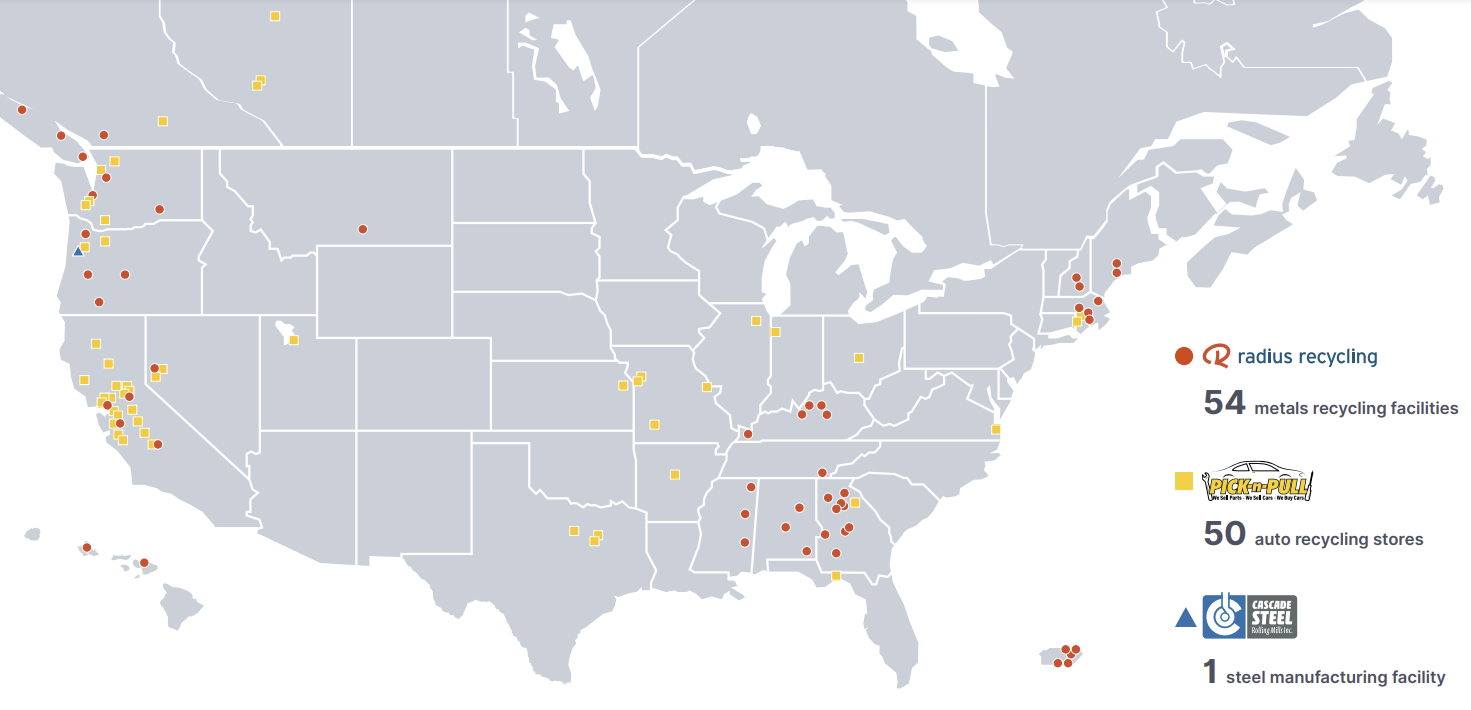 radius recycling
54 metals recycling facilities
PICK-n-PULL
We Sell Parts - We Sell Cars - We Buy Cars
50 auto recycling stores
CASCADE
STEEL
Rolling Mills Inc.
1 steel manufacturing facility